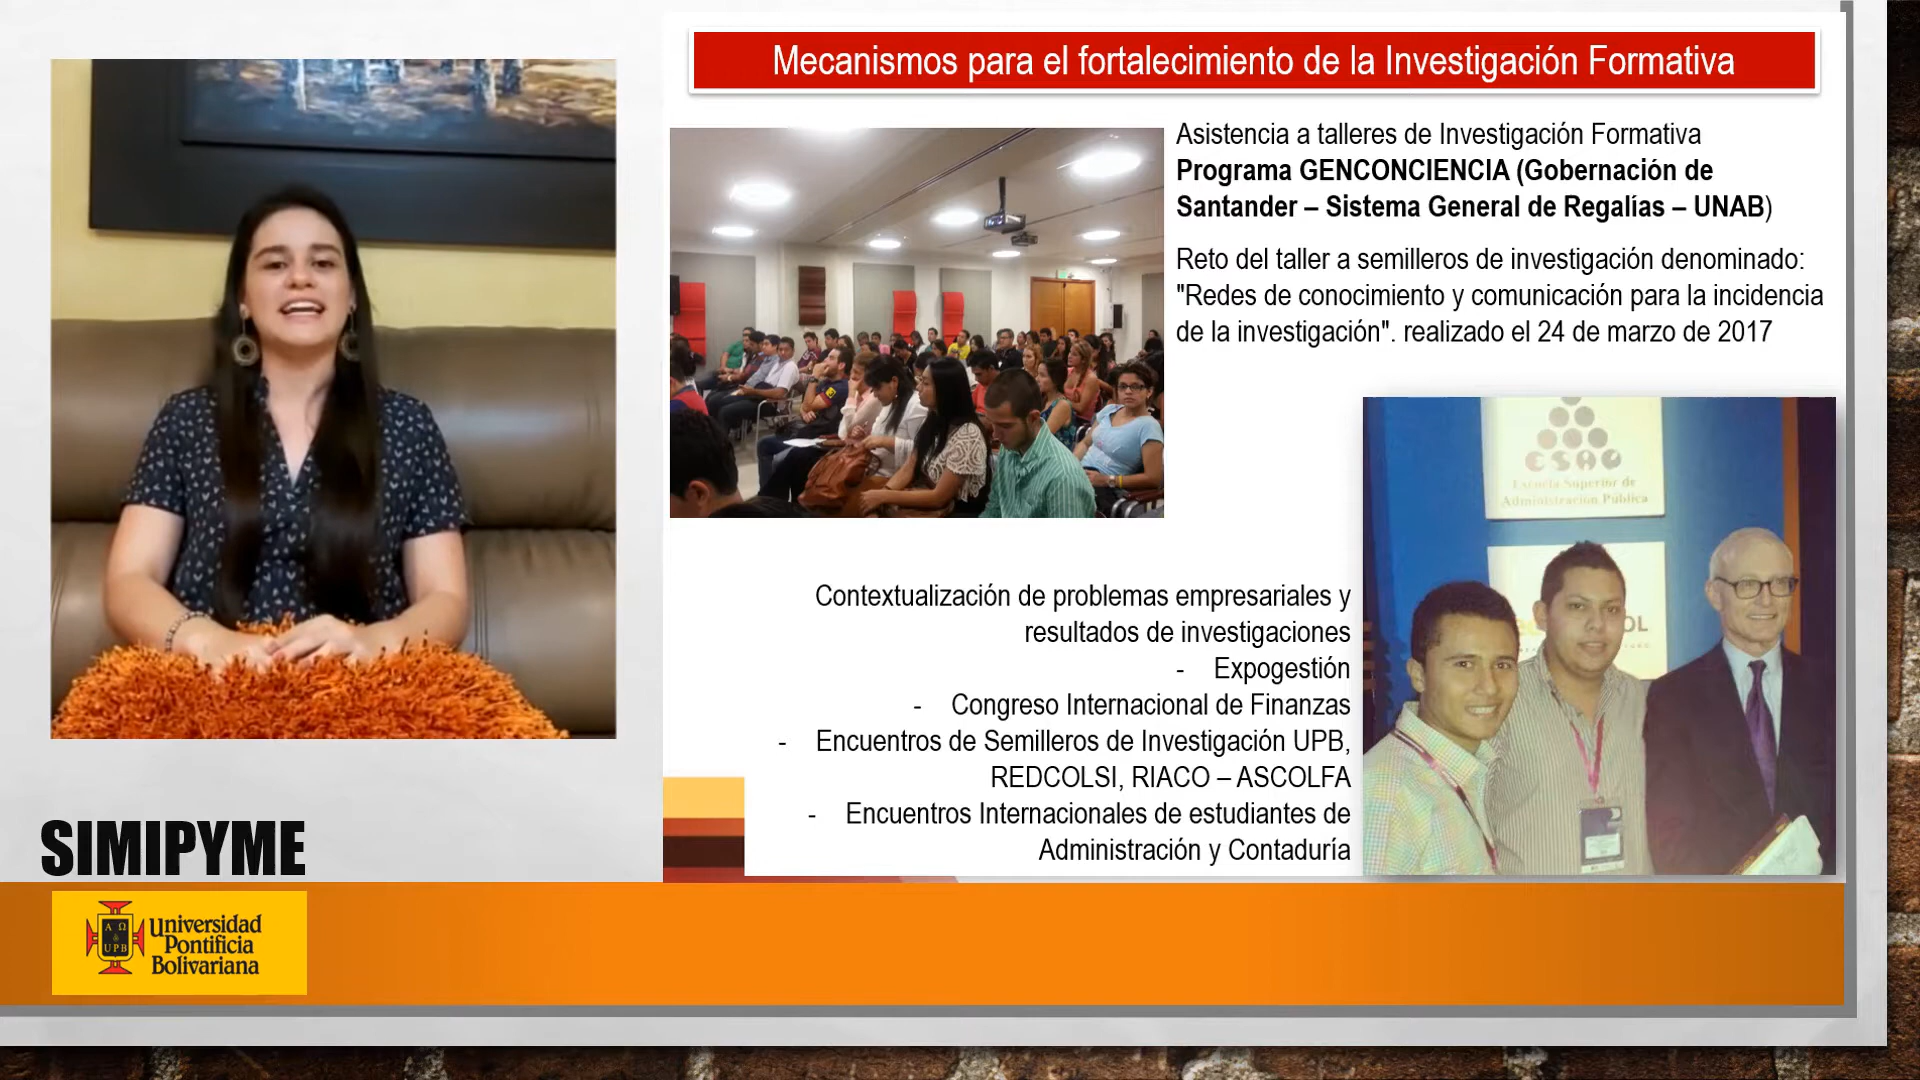 Mecanismos para el fortalecimiento de la Investigación Formativa
Asistencia a talleres de Investigación Formativa
Programa GENCONCIENCIA (Gobernación de
Santander – Sistema General de Regalías – UNAB)
Reto del taller a semilleros de investigación denominado:
"Redes de conocimiento y comunicación para la incidencia
de la investigación". realizado el 24 de marzo de 2017
ESAP
Escuela Superior de
Administración Pública
OL
Contextualización de problemas empresariales y
resultados de investigaciones
- Expogestión
- Congreso Internacional de Finanzas
- Encuentros de Semilleros de Investigación UPB,
REDCOLSI, RIACO – ASCOLFA
- Encuentros Internacionales de estudiantes de
Administración y Contaduría
SIMIPYME
A Ω
UPB
Universidad
Pontificia
Bolivariana